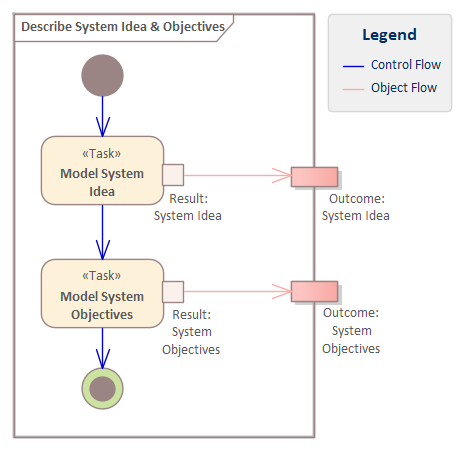 Describe System Idea & Objectives
Legend
Control Flow
Object Flow
«Task»
Model System
Idea
Result:
System Idea
Outcome:
System Idea
«Task»
Model System
Objectives
Result:
System
Objectives
Outcome:
System
Objectives